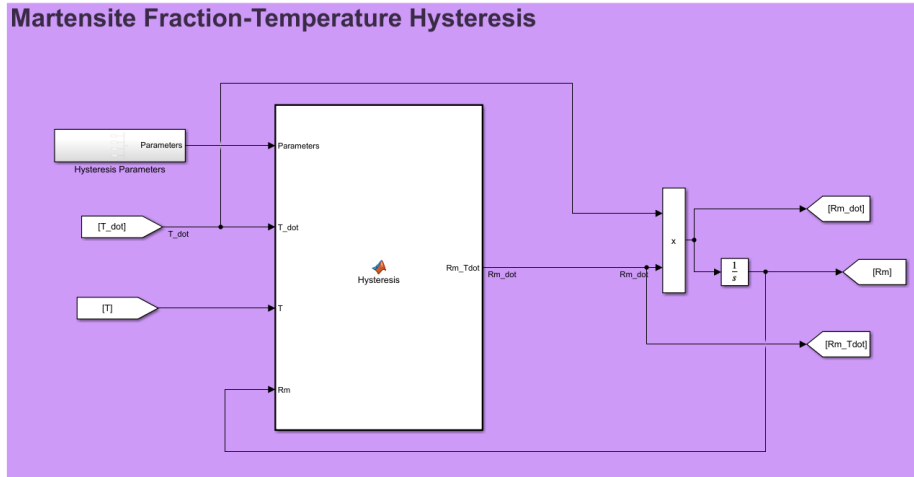 Martensite Fraction-Temperature Hysteresis
Parameters
Hysteresis Parameters
[T_dot]
T_dot
[T]
Parameters
T_dot
T
Rm
Hysteresis
Rm_Tdot
Rm_dot
Rm_dot
x
1
s
[Rm_dot]
[Rm]
[Rm_Tdot]